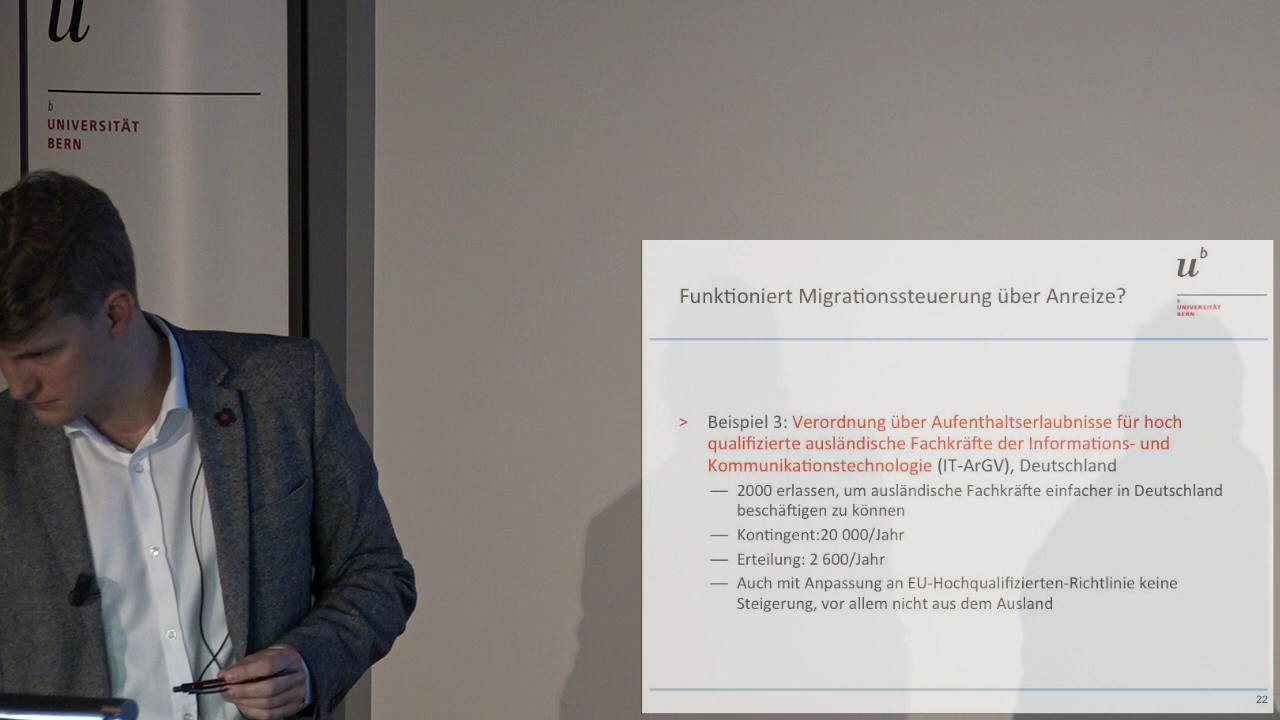 u
b
UNIVERSITÄT
BERN
u b
Funktioniert Migrationssteuerung über Anreize?
b
UNIVERSITÄT
BERN
> Beispiel 3: Verordnung über Aufenthaltserlaubnisse für hoch
qualifizierte ausländische Fachkräfte der Informations- und
Kommunikationstechnologie (IT-ArGV), Deutschland
— 2000 erlassen, um ausländische Fachkräfte einfacher in Deutschland
beschäftigen zu können
— Kontingent:20 000/Jahr
— Erteilung: 2 600/Jahr
— Auch mit Anpassung an EU-Hochqualifizierten-Richtlinie keine
Steigerung, vor allem nicht aus dem Ausland
22